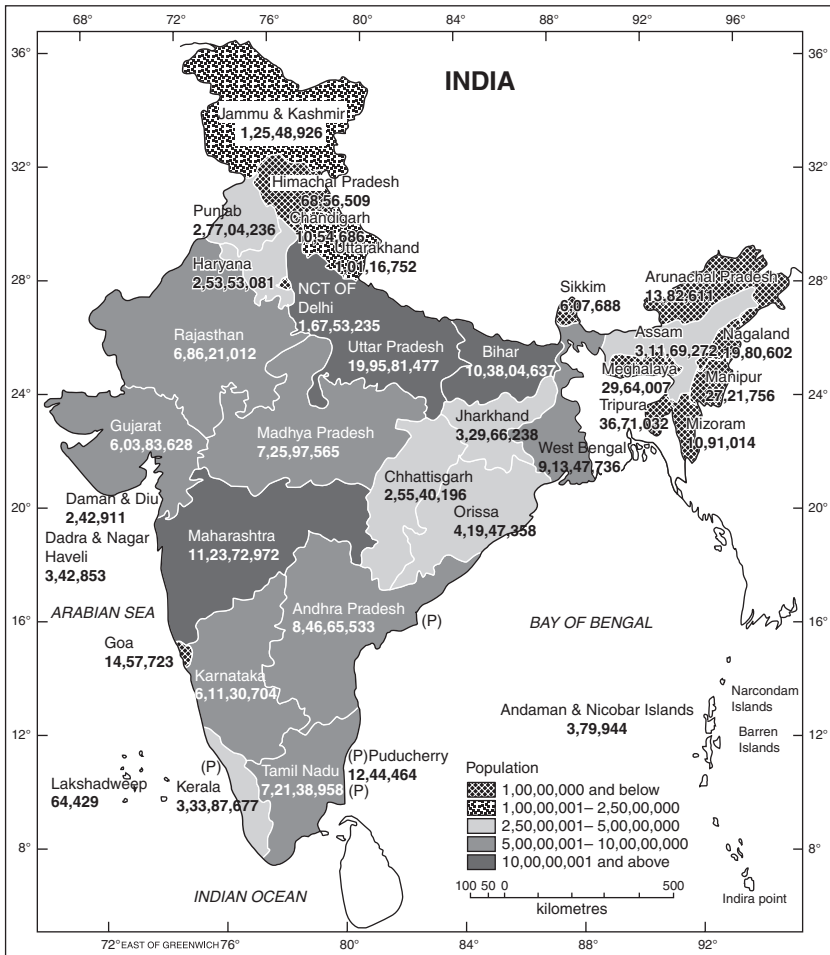 68° 72° 76° 80° 84° 88° 92° 96°
36° 36°
INDIA
Jammu & Kashmir
1,25,48,926
32° 32°
Himachal Pradesh
68,56,509
Punjab
2,77,04,236
Chandigarh
10,54,686
Uttarakhand
1,01,16,752
Haryana
2,53,53,081
28° 28°
NCT OF
Delhi
1,67,53,235
Sikkim
6,07,688
Arunachal Pradesh
13,82,611
Rajasthan
6,86,21,012
Uttar Pradesh
19,95,81,477
Bihar
10,38,04,637
Assam
3,11,69,272
Nagaland
19,80,602
Meghalaya
29,64,007
Manipur
27,21,756
24° 24°
Tripura
36,71,032
Mizoram
10,91,014
Gujarat
6,03,83,628
Madhya Pradesh
7,25,97,565
Jharkhand
3,29,66,238
West Bengal
9,13,47,736
Chhattisgarh
2,55,40,196
Orissa
4,19,47,358
20° 20°
Daman & Diu
2,42,911
Dadra & Nagar
Haveli
3,42,853
Maharashtra
11,23,72,972
16° 16°
ARABIAN SEA
Andhra Pradesh
8,46,65,533
(P)
BAY OF BENGAL
Goa
14,57,723
Karnataka
6,11,30,704
Narcondam
Islands
Andaman & Nicobar Islands
3,79,944
12° 12°
Barren
Islands
(P)
(P)Puducherry
12,44,464
(P)
Lakshadweep
64,429
Kerala
3,33,87,677
Tamil Nadu
7,21,38,958
Population
1,00,00,000 and below
1,00,00,001– 2,50,00,000
2,50,00,001– 5,00,00,000
5,00,00,001– 10,00,00,000
10,00,00,001 and above
8° 8°
100 50 0 500
kilometres
INDIAN OCEAN
Indira point
72° EAST OF GREENWICH 76° 80° 84° 88° 92°